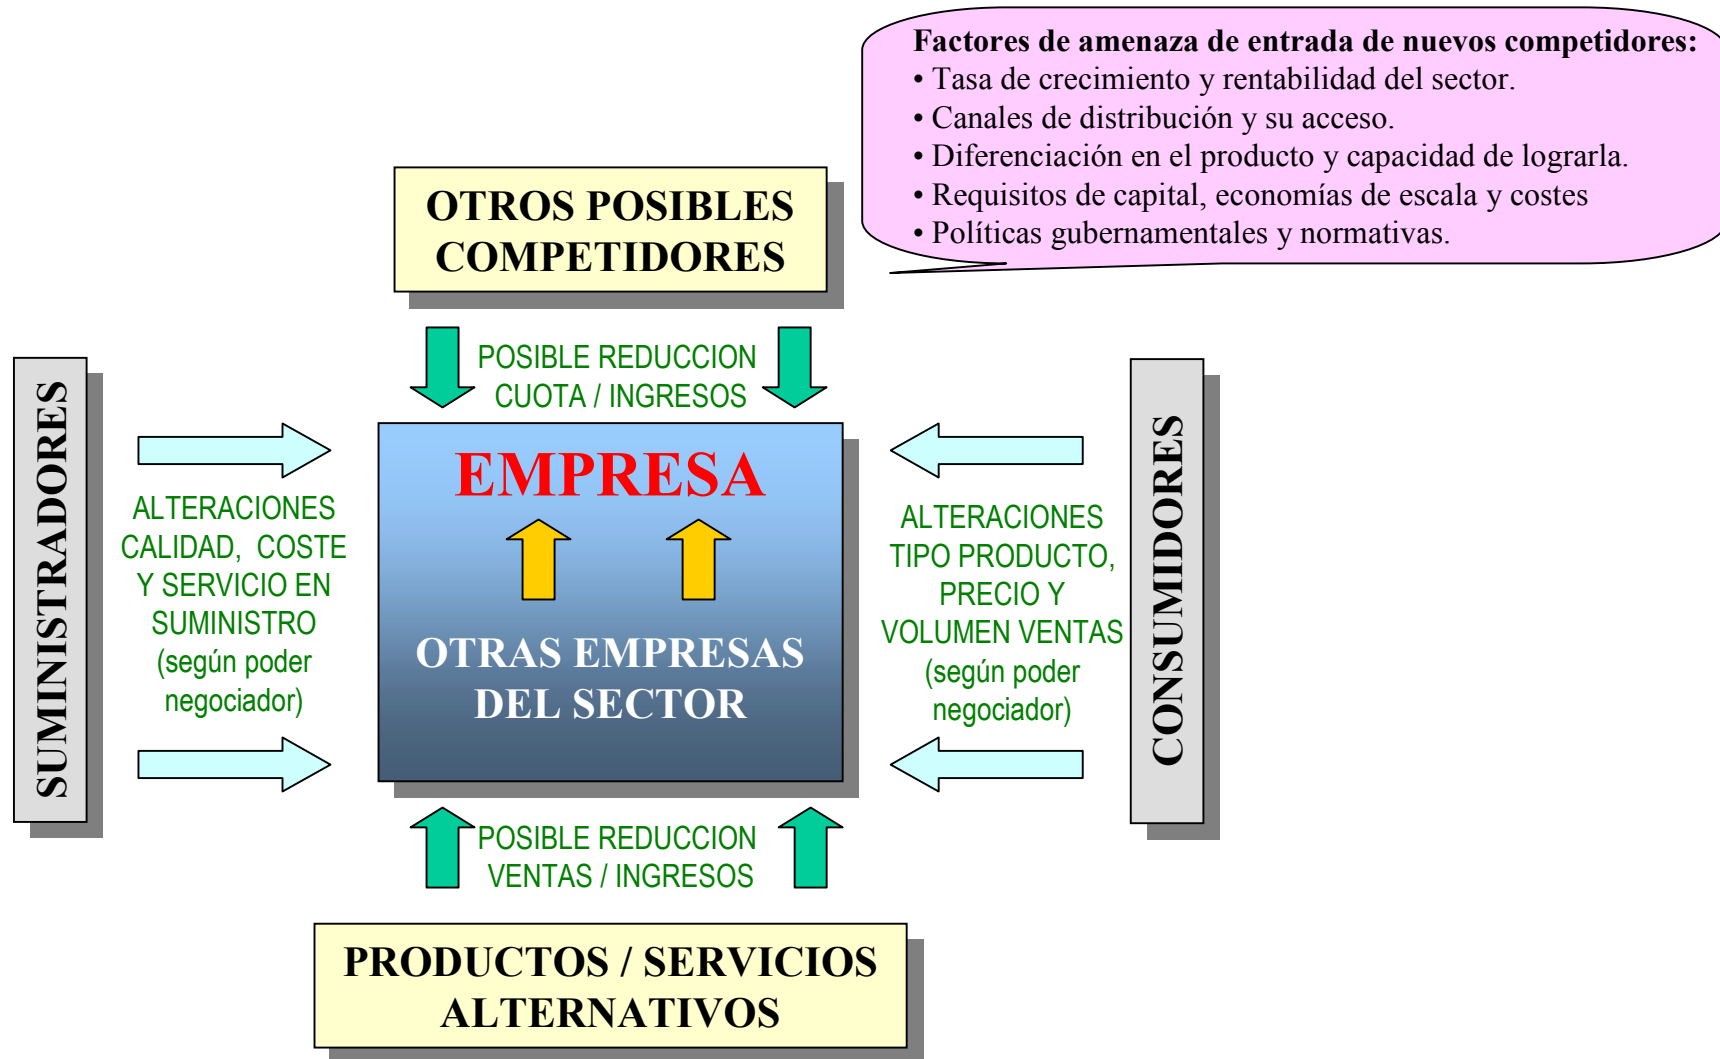 Factores de amenaza de entrada de nuevos competidores:
• Tasa de crecimiento y rentabilidad del sector.
• Canales de distribución y su acceso.
• Diferenciación en el producto y capacidad de lograrla.
• Requisitos de capital, economías de escala y costes
• Políticas gubernamentales y normativas.
OTROS POSIBLES
COMPETIDORES
POSIBLE REDUCCION
CUOTA / INGRESOS
SUMINISTRADORES
ALTERACIONES
CALIDAD, COSTE
Y SERVICIO EN
SUMINISTRO
(según poder
negociador)
EMPRESA
OTRAS EMPRESAS
DEL SECTOR
ALTERACIONES
TIPO PRODUCTO,
PRECIO Y
VOLUMEN VENTAS
(según poder
negociador)
CONSUMIDORES
POSIBLE REDUCCION
VENTAS / INGRESOS
PRODUCTOS / SERVICIOS
ALTERNATIVOS